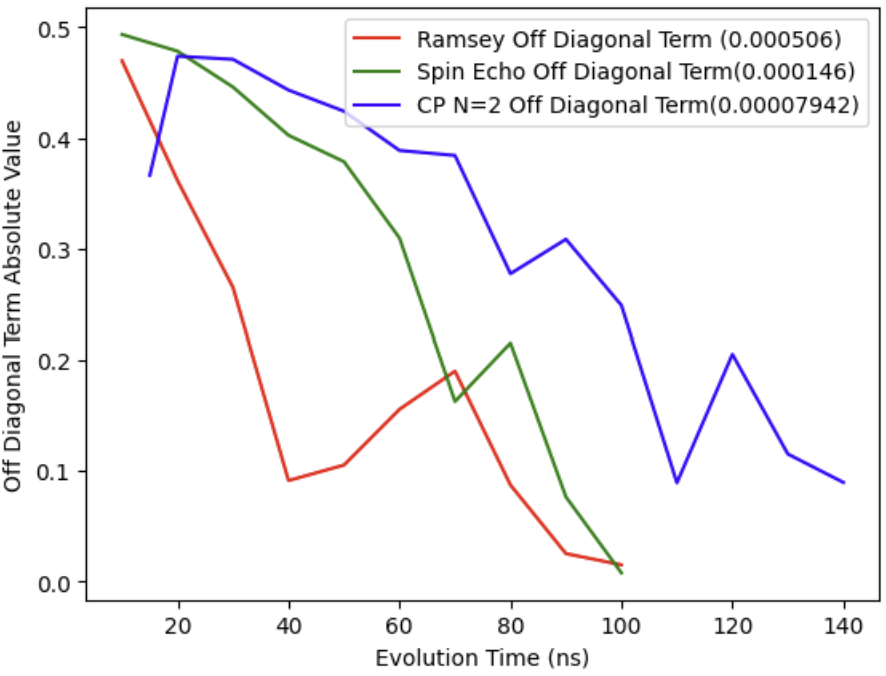 Ramsey Off Diagonal Term (0.000506)
Spin Echo Off Diagonal Term(0.000146)
CP N=2 Off Diagonal Term(0.00007942)
Off Diagonal Term Absolute Value
0.5
0.4
0.3
0.2
0.1
0.0
20 40 60 80 100 120 140
Evolution Time (ns)